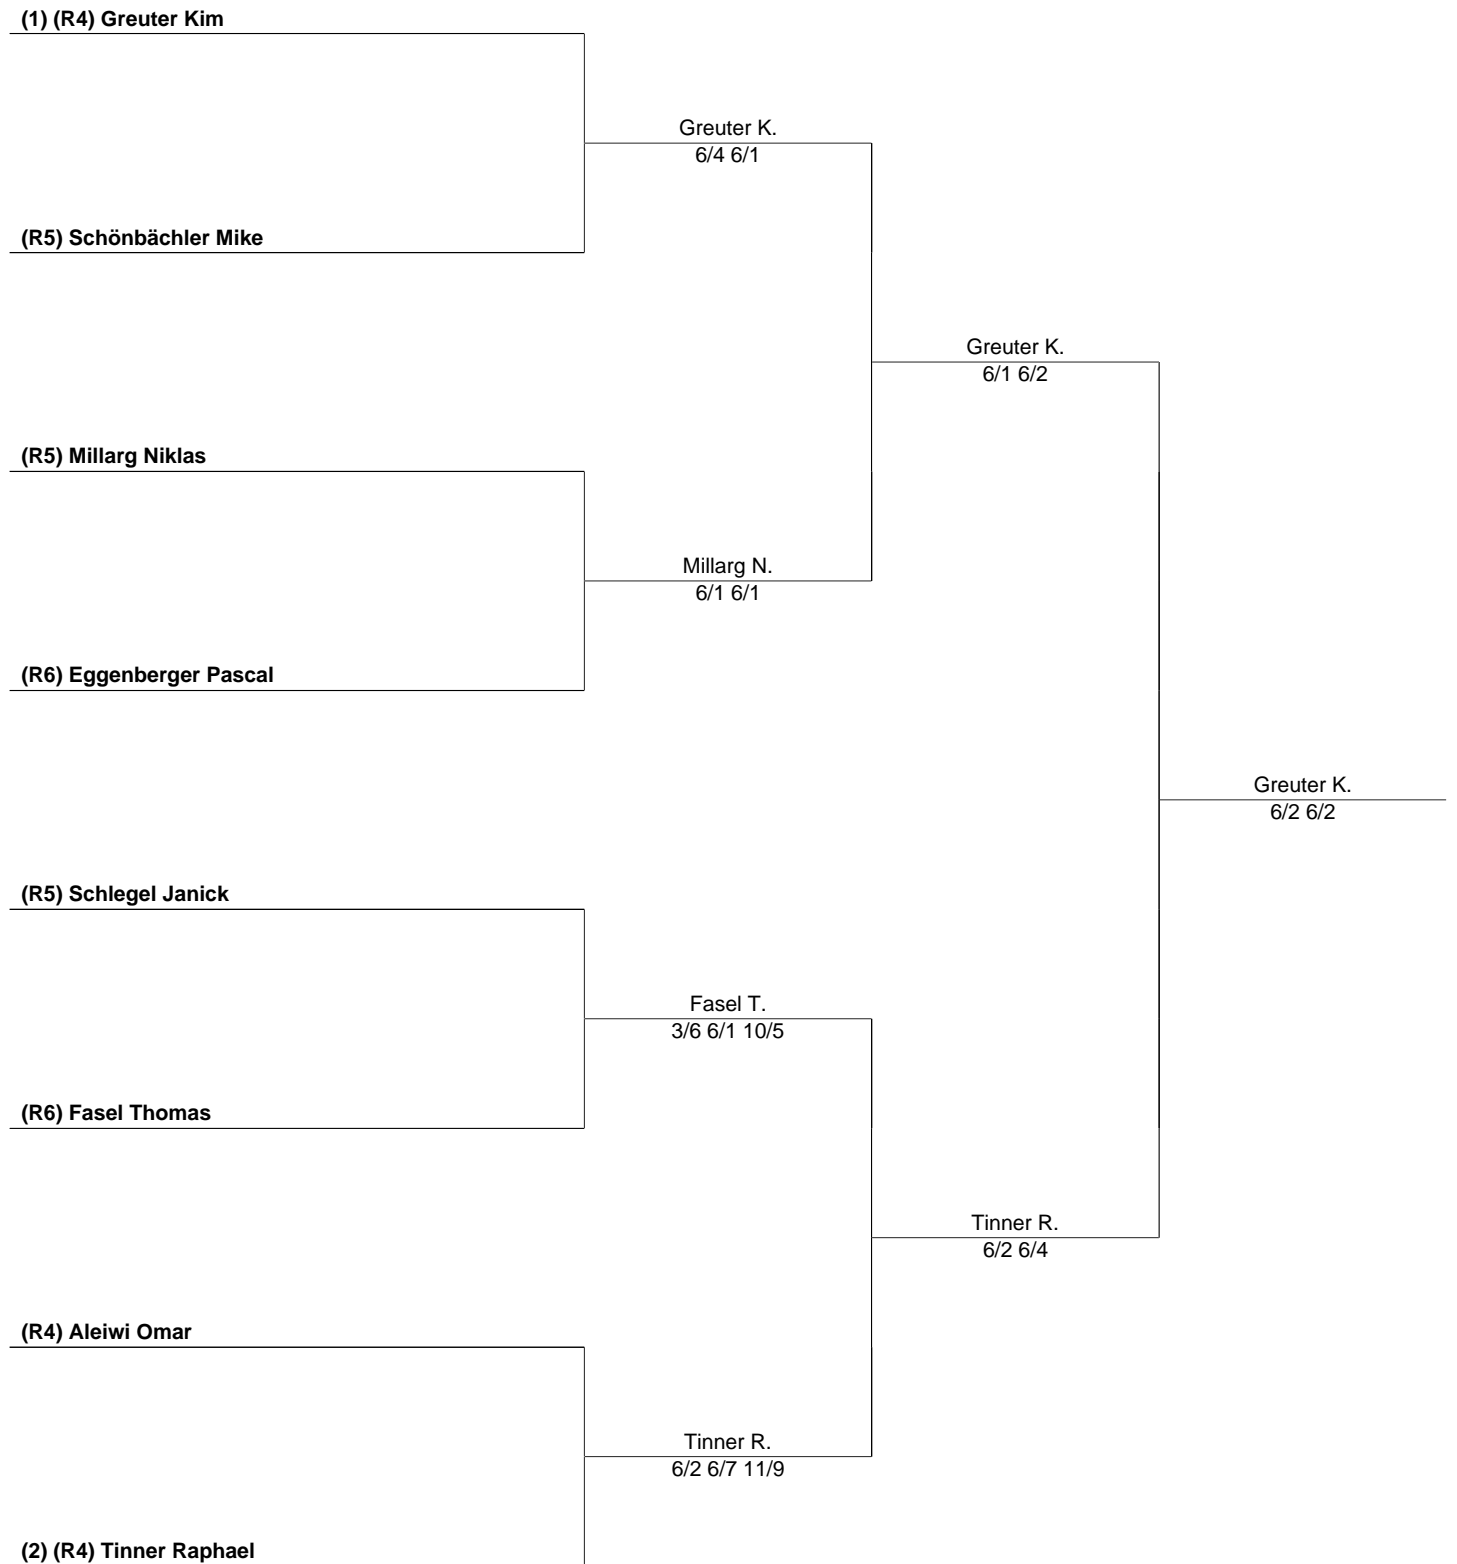 (1) (R4) Greuter Kim
Greuter K.
6/4 6/1
(R5) Schönbächler Mike
Greuter K.
6/1 6/2
(R5) Millarg Niklas
Millarg N.
6/1 6/1
(R6) Eggenberger Pascal
Greuter K.
6/2 6/2
(R5) Schlegel Janick
Fasel T.
3/6 6/1 10/5
(R6) Fasel Thomas
Tinner R.
6/2 6/4
(R4) Aleiwi Omar
Tinner R.
6/2 6/7 11/9
(2) (R4) Tinner Raphael